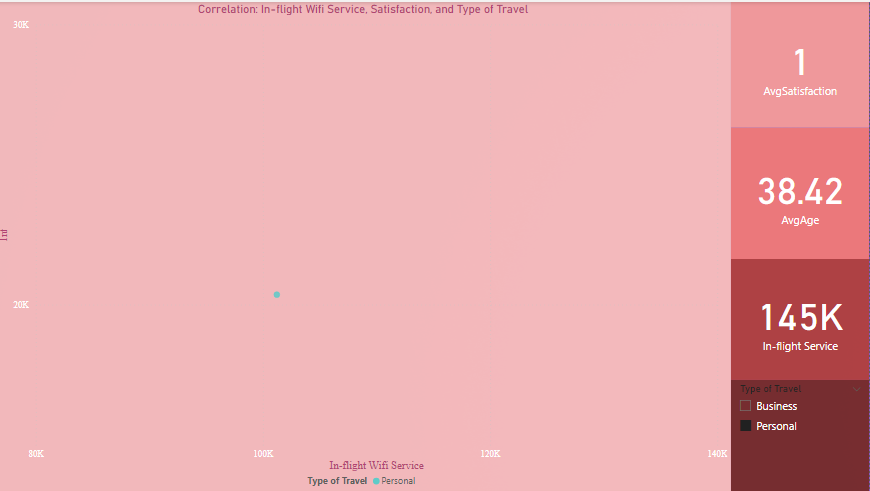 Correlation: In-flight Wifi Service, Satisfaction, and Type of Travel
30K
20K
Int
80K
100K
120K
140K
In-flight Wifi Service
Type of Travel
Personal
1
AvgSatisfaction
38.42
AvgAge
145K
In-flight Service
Type of Travel
Business
Personal